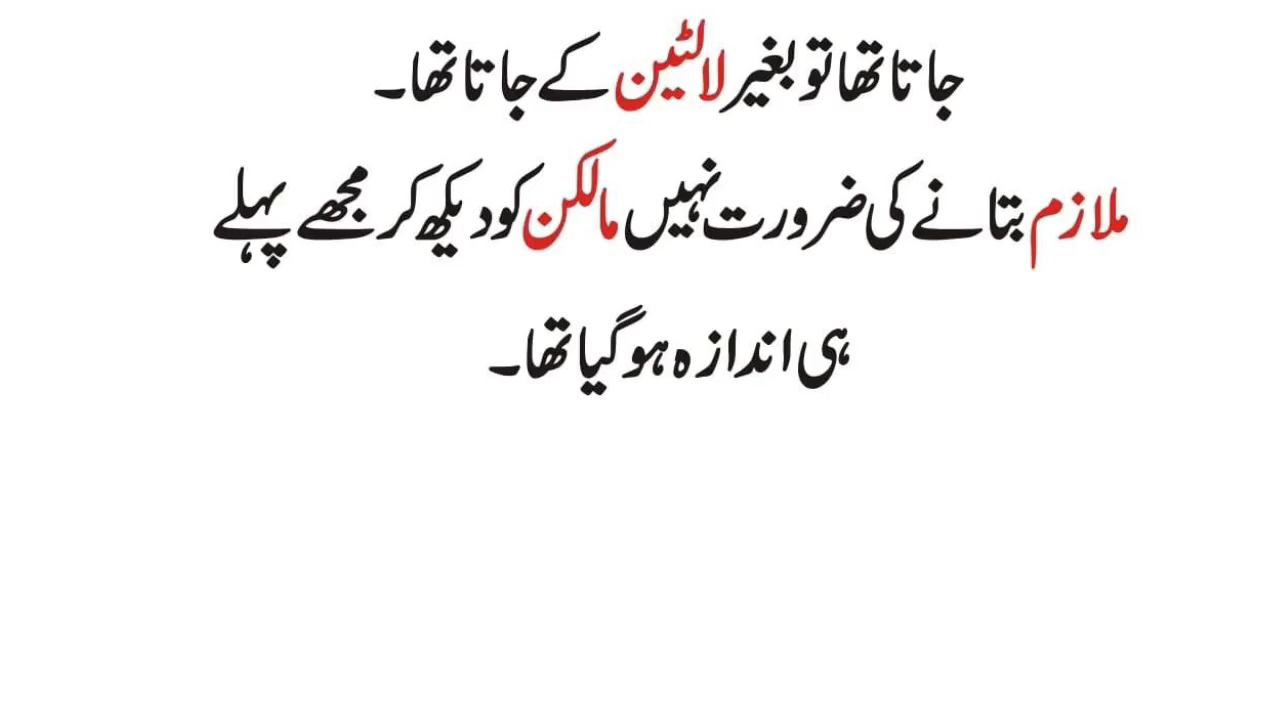 جاتا تھا تو بغیر لالٹین کے جاتا تھا۔
ملازم بتانے کی ضرورت نہیں مالکن کو دیکھ کر مجھے پہلے
ہی اندازہ ہو گیا تھا۔